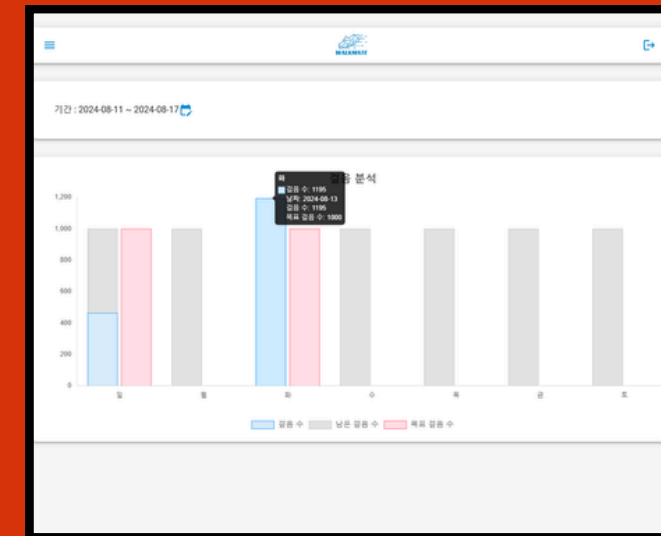 WALKMATE
기간 : 2024-08-11 ~ 2024-08-17
걸음 분석
화
걸음 수: 1195
날짜: 2024-08-13
걸음 수: 1195
목표 걸음 수: 1000
1,200
1,000
800
600
400
200
0
일 월 화 수 목 금 토
걸음 수 남은 걸음 수 목표 걸음 수